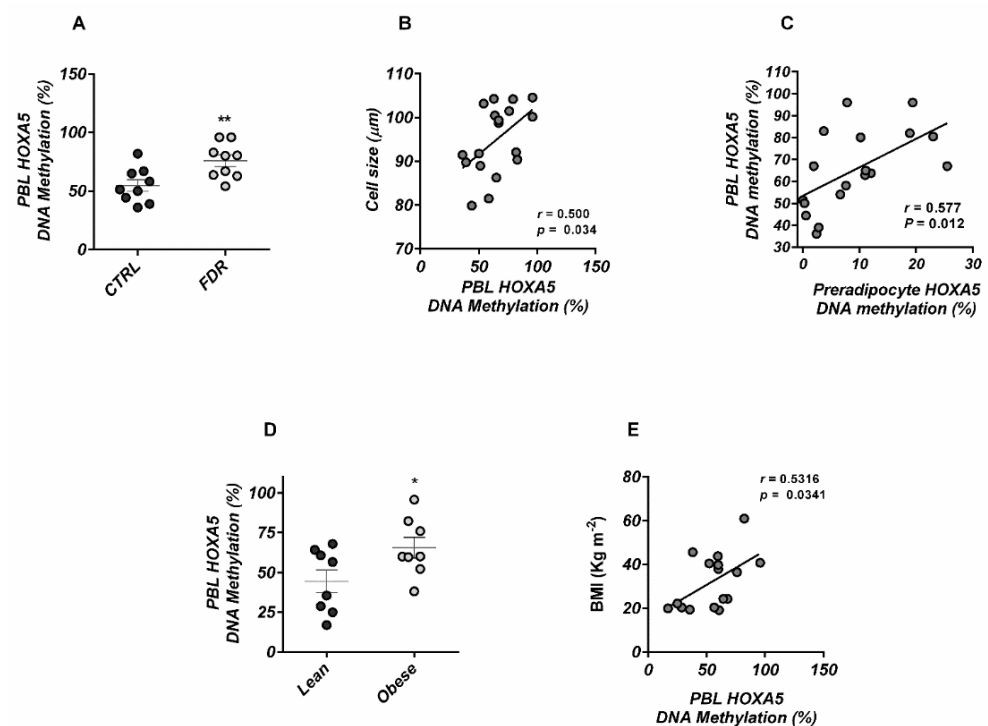 A
PBL HOXA5
DNA Methylation (%)
150
100
50
0
**
CTRL
FDR
B
Cell size (μm)
110
100
90
80
70
r = 0.500
p = 0.034
0
50
100
150
PBL HOXA5
DNA Methylation (%)
C
PBL HOXA5
DNA methylation (%)
110
100
90
80
70
60
50
40
30
r = 0.577
P = 0.012
0
10
20
30
Preradipocyte HOXA5
DNA methylation (%)
D
PBL HOXA5
DNA Methylation (%)
100
75
50
25
0
*
Lean
Obese
E
BMI (Kg m-2)
80
60
40
20
0
r = 0.5316
p = 0.0341
0
50
100
150
PBL HOXA5
DNA Methylation (%)